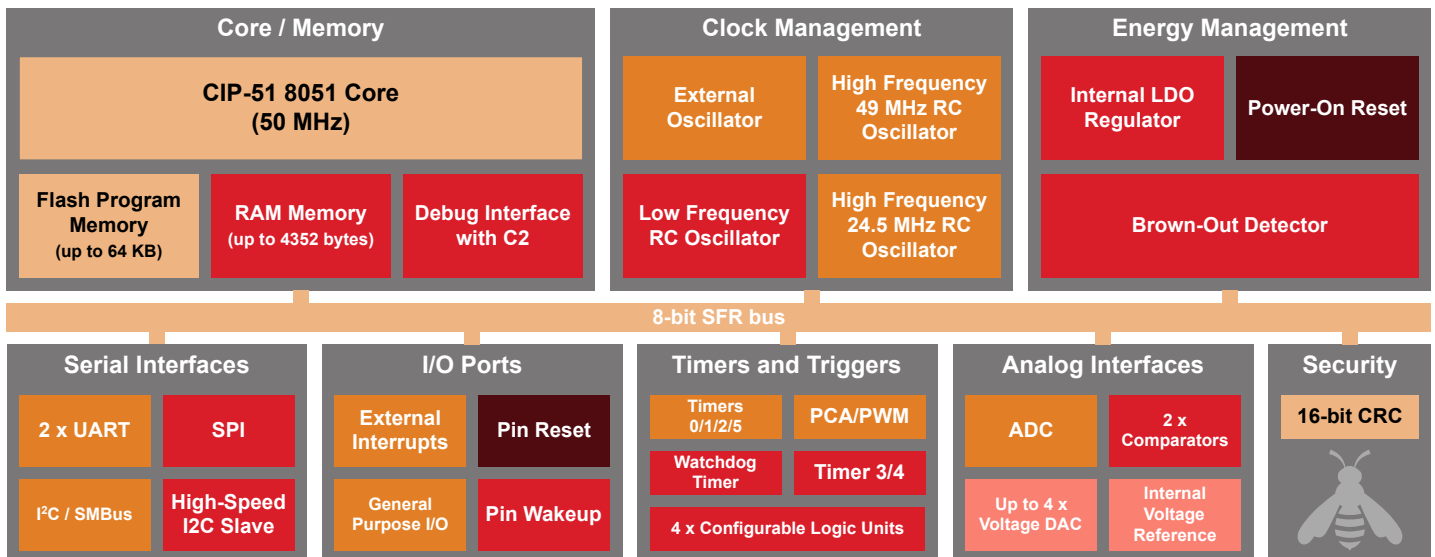 Core / Memory
CIP-51 8051 Core
(50 MHz)
Flash Program
Memory
(up to 64 KB)
RAM Memory
(up to 4352 bytes)
Debug Interface
with C2
Clock Management
External
Oscillator
High Frequency
49 MHz RC
Oscillator
Low Frequency
RC Oscillator
High Frequency
24.5 MHz RC
Oscillator
Energy Management
Internal LDO
Regulator
Power-On Reset
Brown-Out Detector
8-bit SFR bus
Serial Interfaces
2 x UART
SPI
I²C / SMBus
High-Speed
I2C Slave
I/O Ports
External
Interrupts
Pin Reset
General
Purpose I/O
Pin Wakeup
Timers and Triggers
Timers
0/1/2/5
PCA/PWM
Watchdog
Timer
Timer 3/4
4 x Configurable Logic Units
Analog Interfaces
ADC
2 x
Comparators
Up to 4 x
Voltage DAC
Internal
Voltage
Reference
Security
16-bit CRC